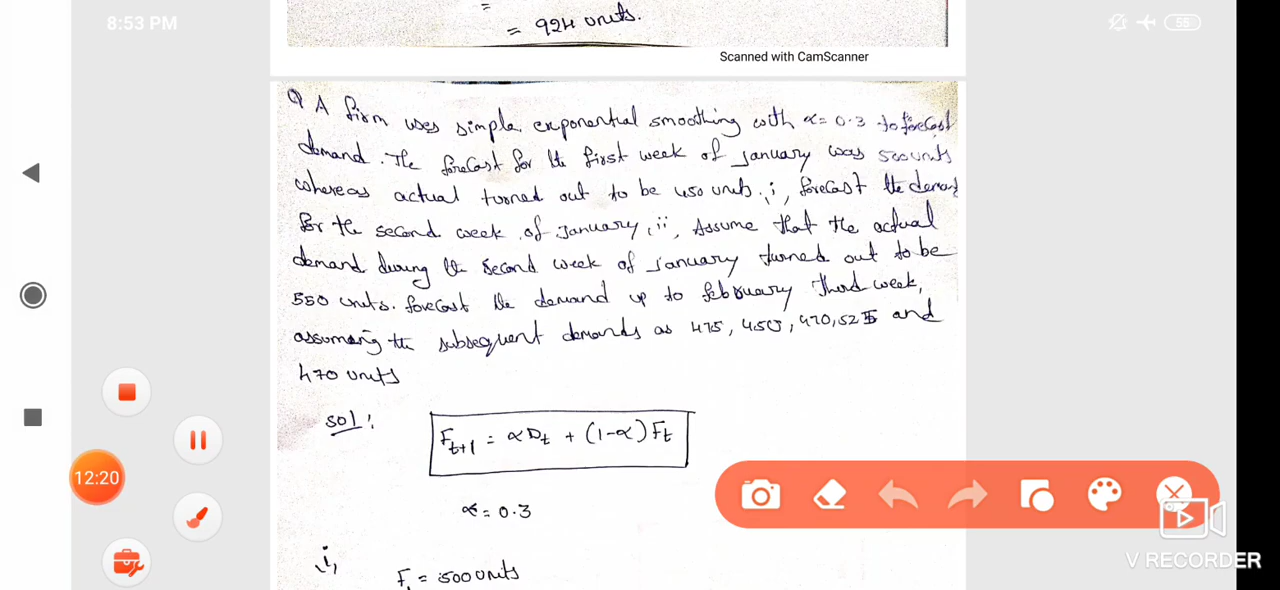 8:53 PM
58
=
= 924 units.
Scanned with CamScanner
Q A firm uses simple exponential smoothing with α = 0.3 to forecast
demand. The forecast for the first week of january was 500 units
whereas actual turned out to be 450 units. i, forecast the demand
for the second week of january, ii, Assume that the actual
demand during the second week of january turned out to be
550 units. forecast the demand up to february third week,
assuming the subsequent demands as 475, 450, 470, 525 and
470 units
sol:
F t+1 = α Dt + (1-α) Ft
12:20
α = 0.3
i,
F1 = 500 units
V RECORDER